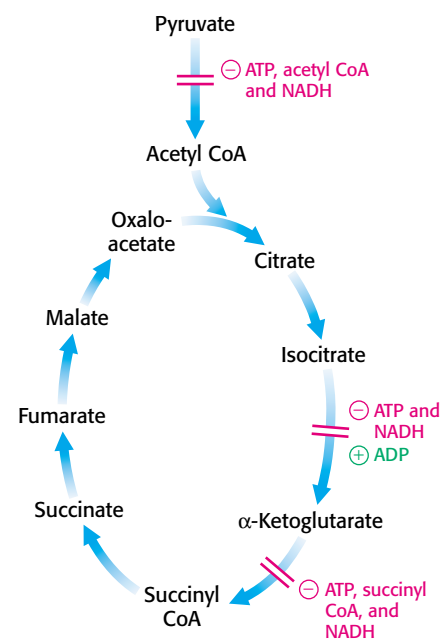 Pyruvate
⊖ ATP, acetyl CoA
and NADH
Acetyl CoA
Oxalo-
acetate
Citrate
Malate
Isocitrate
⊖ ATP and
NADH
⊕ ADP
Fumarate
Succinate
α-Ketoglutarate
Succinyl
CoA
⊖ ATP, succinyl
CoA, and
NADH